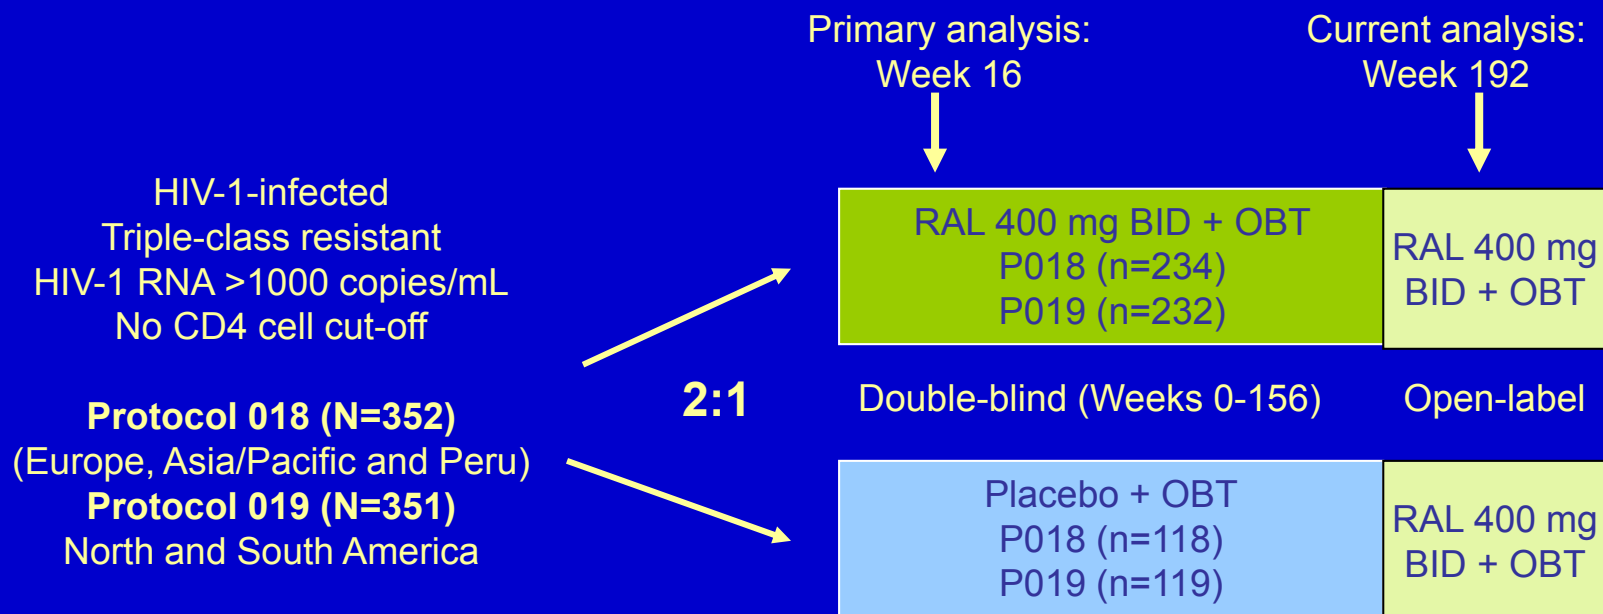 Primary analysis:
Week 16
Current analysis:
Week 192
HIV-1-infected
Triple-class resistant
HIV-1 RNA >1000 copies/mL
No CD4 cell cut-off
Protocol 018 (N=352)
(Europe, Asia/Pacific and Peru)
Protocol 019 (N=351)
North and South America
2:1
RAL 400 mg BID + OBT
P018 (n=234)
P019 (n=232)
RAL 400 mg
BID + OBT
Double-blind (Weeks 0-156)
Open-label
Placebo + OBT
P018 (n=118)
P019 (n=119)
RAL 400 mg
BID + OBT